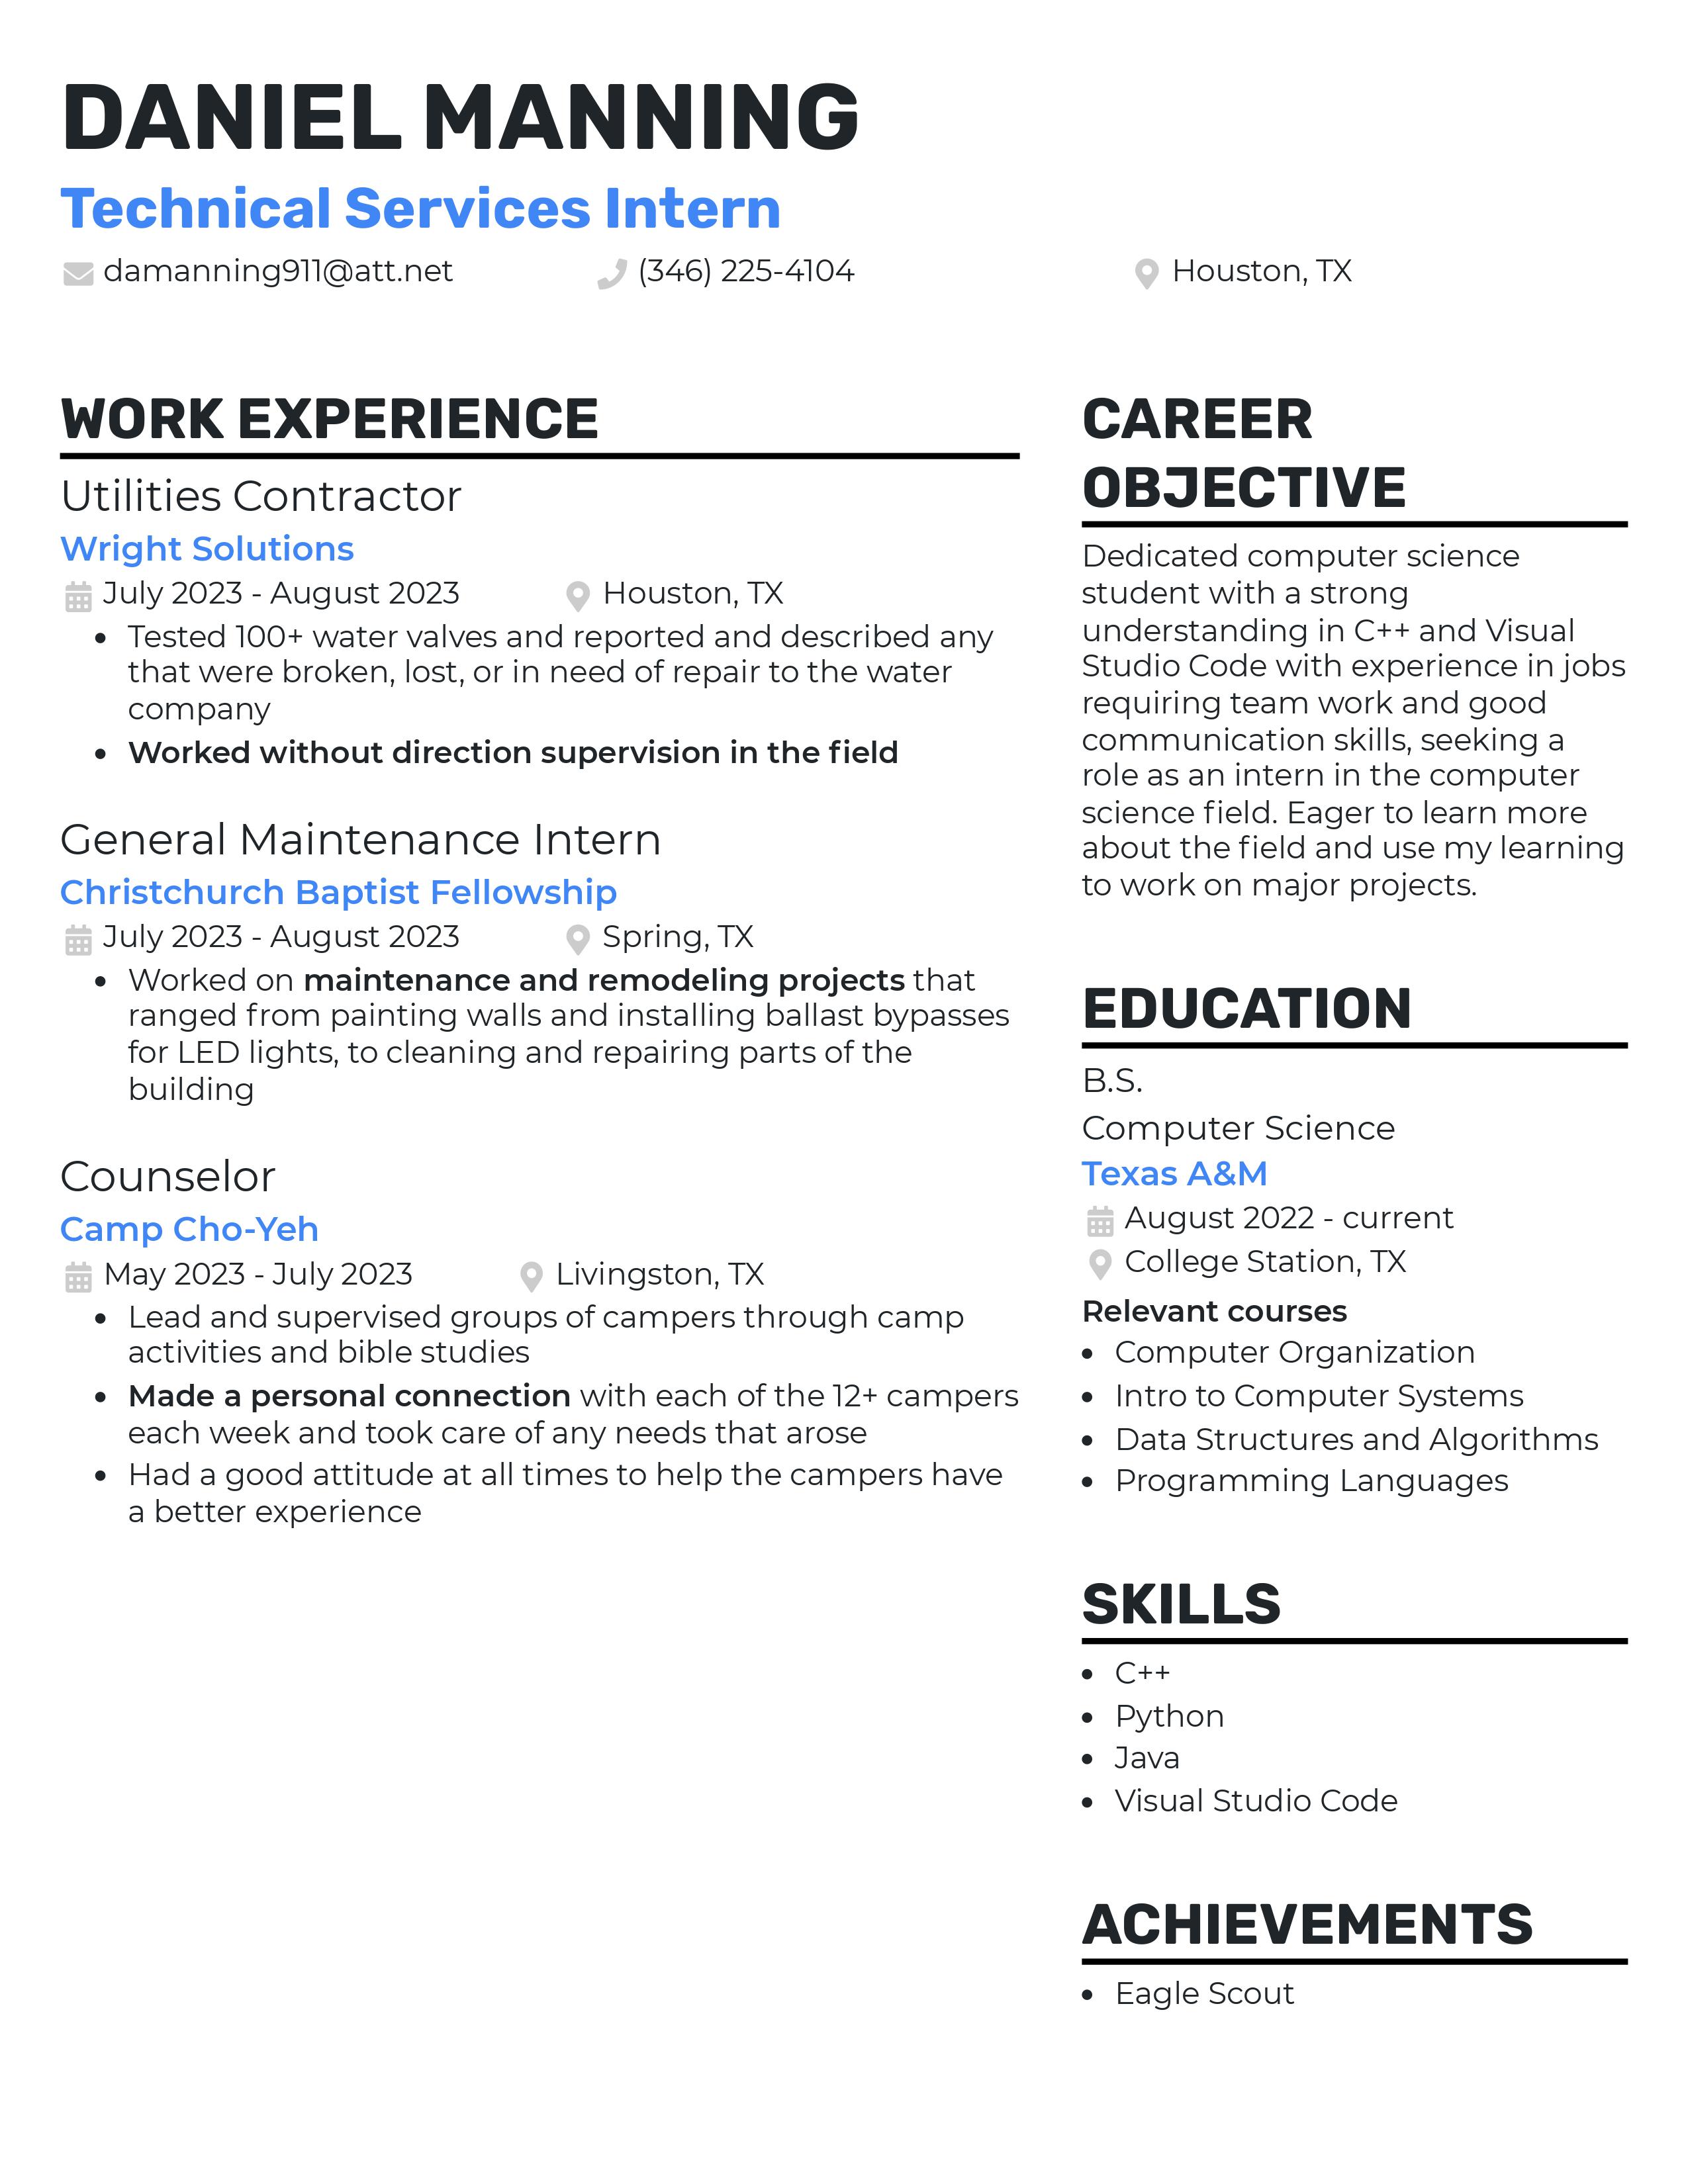 DANIEL MANNING
Technical Services Intern
damanning911@att.net (346) 225-4104 Houston, TX
WORK EXPERIENCE
Utilities Contractor
Wright Solutions
July 2023 - August 2023 Houston, TX
• Tested 100+ water valves and reported and described any
that were broken, lost, or in need of repair to the water
company
• Worked without direction supervision in the field
General Maintenance Intern
Christchurch Baptist Fellowship
July 2023 - August 2023 Spring, TX
• Worked on maintenance and remodeling projects that
ranged from painting walls and installing ballast bypasses
for LED lights, to cleaning and repairing parts of the
building
Counselor
Camp Cho-Yeh
May 2023 - July 2023 Livingston, TX
• Lead and supervised groups of campers through camp
activities and bible studies
• Made a personal connection with each of the 12+ campers
each week and took care of any needs that arose
• Had a good attitude at all times to help the campers have
a better experience
CAREER
OBJECTIVE
Dedicated computer science
student with a strong
understanding in C++ and Visual
Studio Code with experience in jobs
requiring team work and good
communication skills, seeking a
role as an intern in the computer
science field. Eager to learn more
about the field and use my learning
to work on major projects.
EDUCATION
B.S.
Computer Science
Texas A&M
August 2022 - current
College Station, TX
Relevant courses
• Computer Organization
• Intro to Computer Systems
• Data Structures and Algorithms
• Programming Languages
SKILLS
• C++
• Python
• Java
• Visual Studio Code
ACHIEVEMENTS
• Eagle Scout